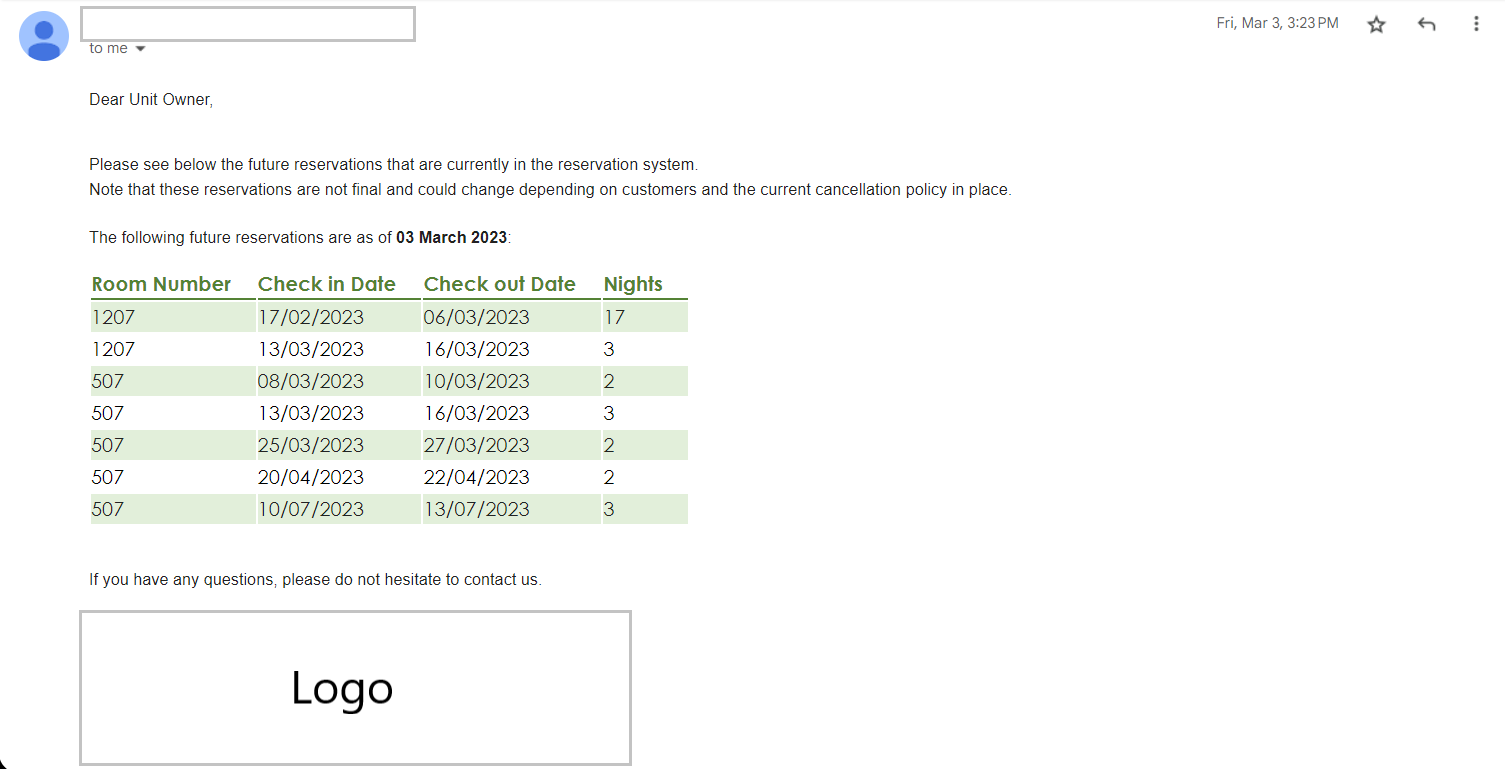 Fri, Mar 3, 3:23 PM
to me
Dear Unit Owner,
Please see below the future reservations that are currently in the reservation system.
Note that these reservations are not final and could change depending on customers and the current cancellation policy in place.
The following future reservations are as of 03 March 2023:
Room Number Check in Date Check out Date Nights
1207 17/02/2023 06/03/2023 17
1207 13/03/2023 16/03/2023 3
507 08/03/2023 10/03/2023 2
507 13/03/2023 16/03/2023 3
507 25/03/2023 27/03/2023 2
507 20/04/2023 22/04/2023 2
507 10/07/2023 13/07/2023 3
If you have any questions, please do not hesitate to contact us.
Logo